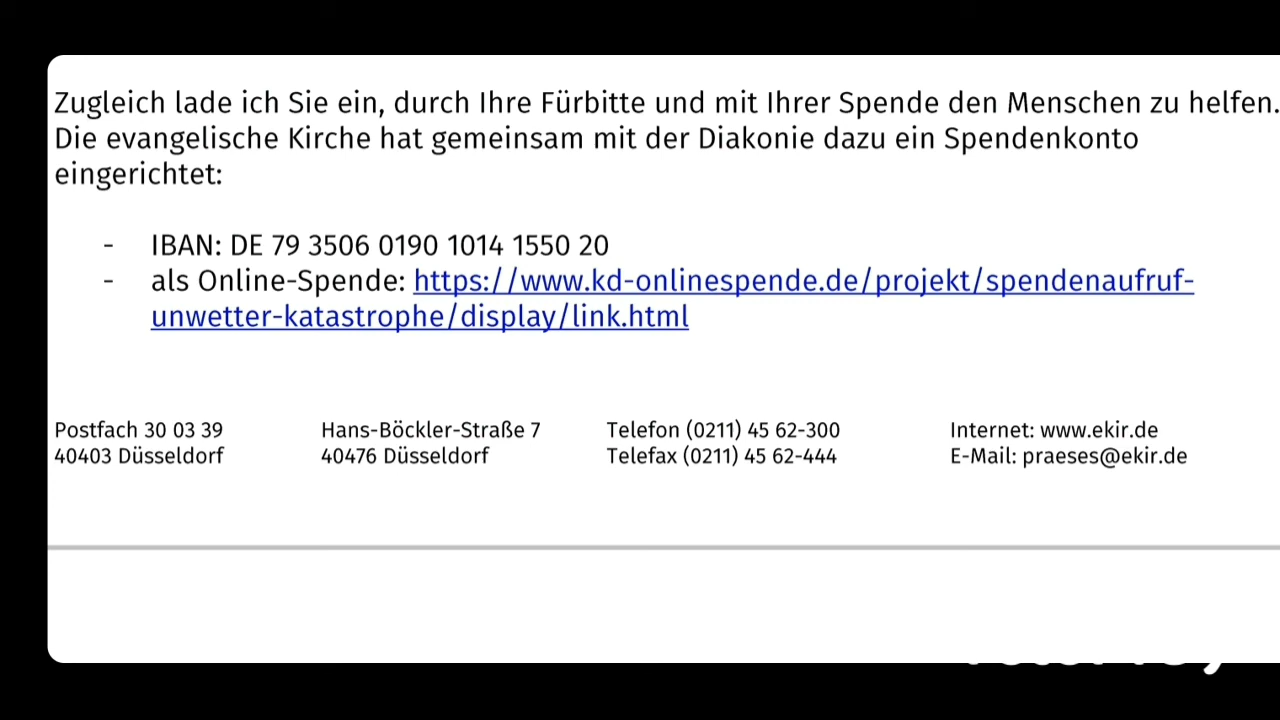 Zugleich lade ich Sie ein, durch Ihre Fürbitte und mit Ihrer Spende den Menschen zu helfen.
Die evangelische Kirche hat gemeinsam mit der Diakonie dazu ein Spendenkonto
eingerichtet:
- IBAN: DE 79 3506 0190 1014 1550 20
- als Online-Spende: https://www.kd-onlinespende.de/projekt/spendenaufruf-
unwetter-katastrophe/display/link.html
Postfach 30 03 39 Hans-Böckler-Straße 7 Telefon (0211) 45 62-300 Internet: www.ekir.de
40403 Düsseldorf 40476 Düsseldorf Telefax (0211) 45 62-444 E-Mail: praeses@ekir.de